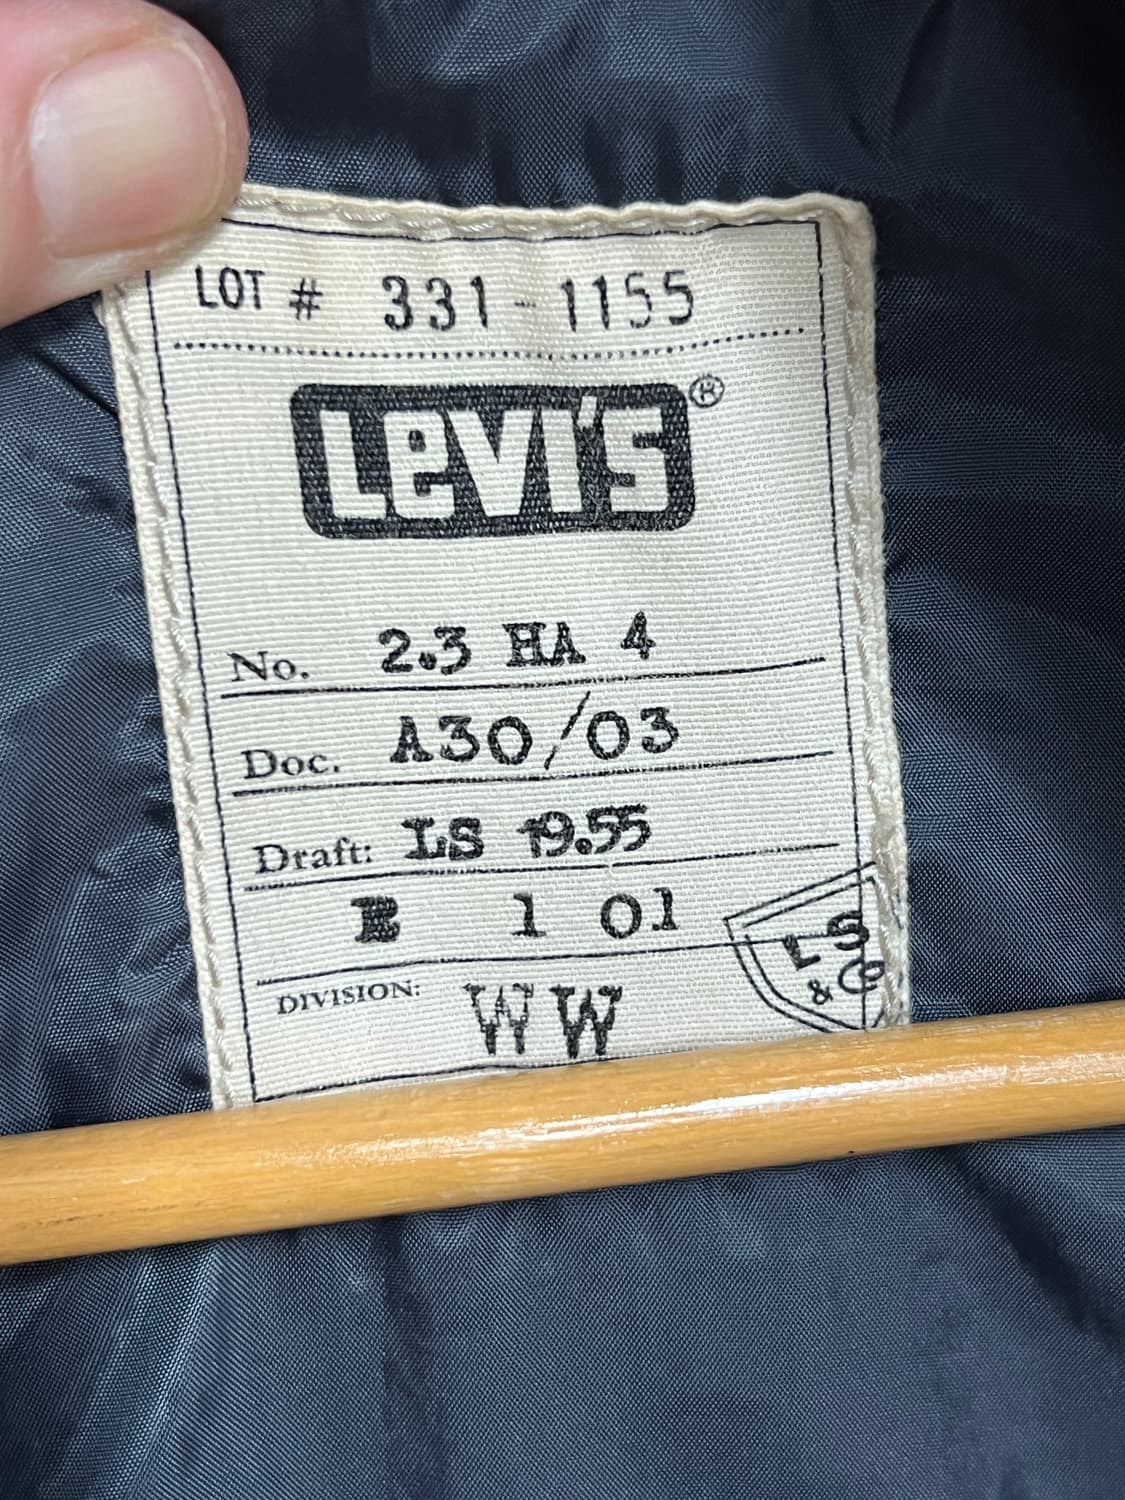 LOT # 331-1155
LEVI'S®
No. 2.3 HA 4
Doc. A30/03
Draft: LS 19.55
B 1 01
DIVISION: WW
L S
& Co